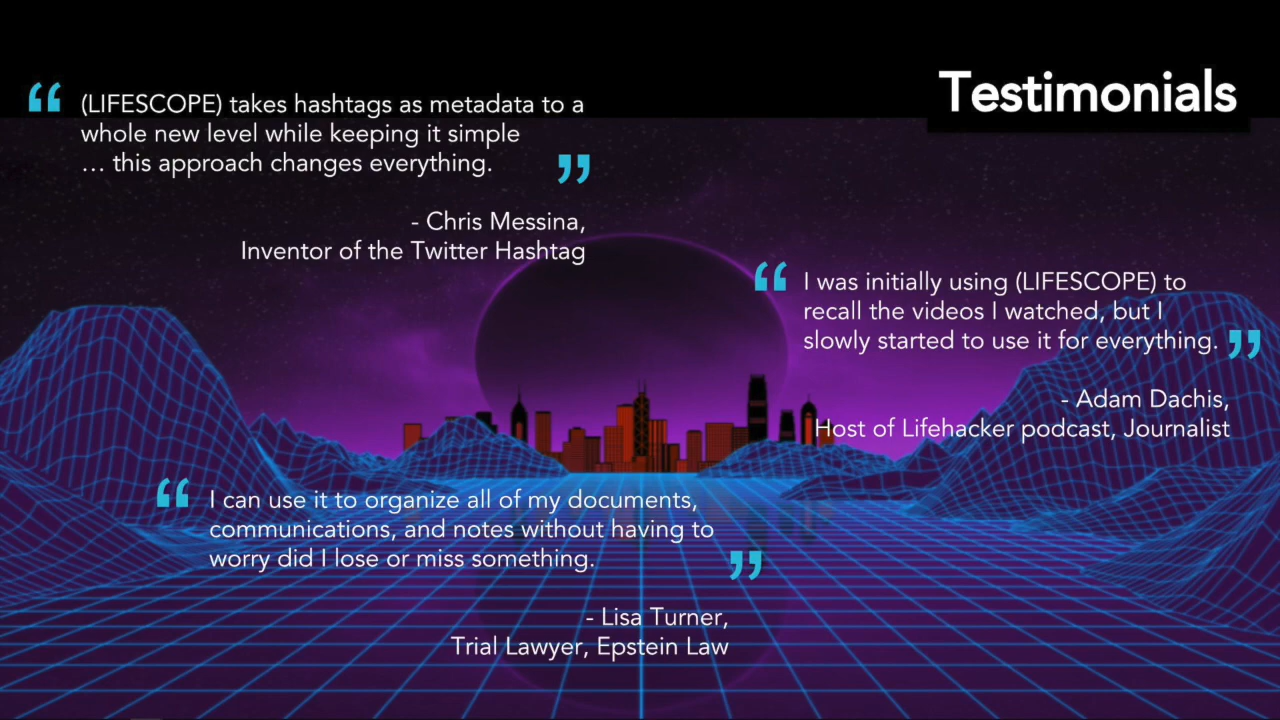 Testimonials
“ (LIFESCOPE) takes hashtags as metadata to a
whole new level while keeping it simple
… this approach changes everything. ”
- Chris Messina,
Inventor of the Twitter Hashtag
“ I was initially using (LIFESCOPE) to
recall the videos I watched, but I
slowly started to use it for everything. ”
- Adam Dachis,
Host of Lifehacker podcast, Journalist
“ I can use it to organize all of my documents,
communications, and notes without having to
worry did I lose or miss something. ”
- Lisa Turner,
Trial Lawyer, Epstein Law